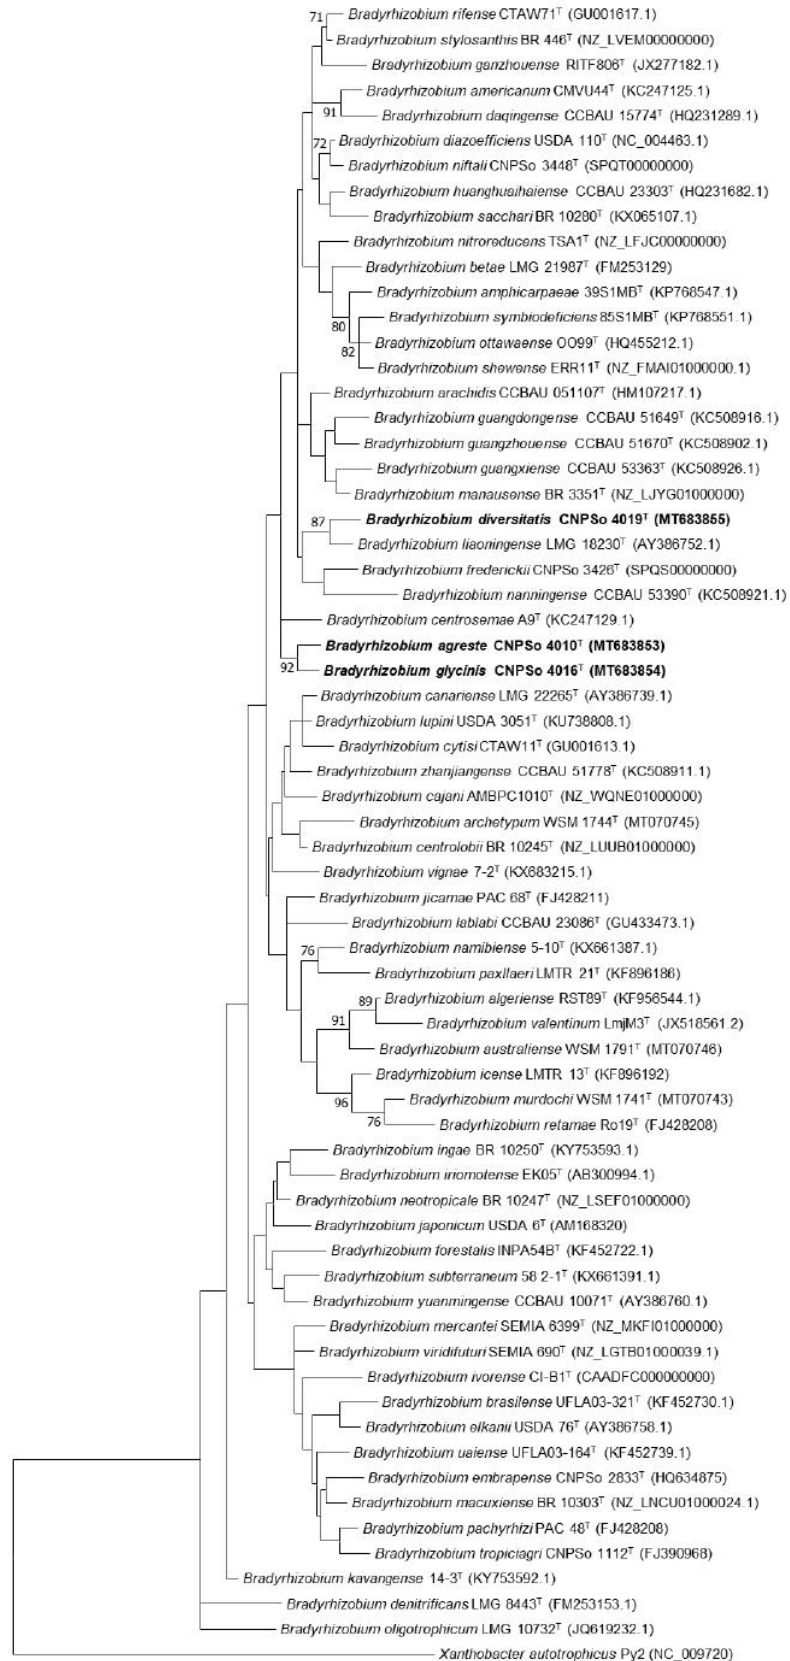 71
Bradyrhizobium rifense CTAW71ᵀ (GU001617.1)
Bradyrhizobium stylosanthis BR 446ᵀ (NZ_LVEM00000000)
Bradyrhizobium ganzhouense RITF806ᵀ (JX277182.1)
Bradyrhizobium americanum CMVU44ᵀ (KC247125.1)
91
Bradyrhizobium daqingense CCBAU 15774ᵀ (HQ231289.1)
72
Bradyrhizobium diazoefficiens USDA 110ᵀ (NC_004463.1)
Bradyrhizobium niftali CNPSo 3448ᵀ (SPQT00000000)
Bradyrhizobium huanghuaihaiense CCBAU 23303ᵀ (HQ231682.1)
Bradyrhizobium sacchari BR 10280ᵀ (KX065107.1)
Bradyrhizobium nitroreducens TSA1ᵀ (NZ_LFJC00000000)
Bradyrhizobium betae LMG 21987ᵀ (FM253129)
Bradyrhizobium amphicarpaeae 39S1MBᵀ (KP768547.1)
80
Bradyrhizobium symbiodeficiens 85S1MBᵀ (KP768551.1)
Bradyrhizobium ottawaense OO99ᵀ (HQ455212.1)
82
Bradyrhizobium shewense ERR11ᵀ (NZ_FMAI01000000.1)
Bradyrhizobium arachidis CCBAU 051107ᵀ (HM107217.1)
Bradyrhizobium guangdongense CCBAU 51649ᵀ (KC508916.1)
Bradyrhizobium guangzhouense CCBAU 51670ᵀ (KC508902.1)
Bradyrhizobium guangxiense CCBAU 53363ᵀ (KC508926.1)
Bradyrhizobium manausense BR 3351ᵀ (NZ_LJYG01000000)
87
Bradyrhizobium diversitatis CNPSo 4019ᵀ (MT683855)
Bradyrhizobium liaoningense LMG 18230ᵀ (AY386752.1)
Bradyrhizobium frederickii CNPSo 3426ᵀ (SPQS00000000)
Bradyrhizobium nanningense CCBAU 53390ᵀ (KC508921.1)
Bradyrhizobium centrosemae A9ᵀ (KC247129.1)
Bradyrhizobium agreste CNPSo 4010ᵀ (MT683853)
92
Bradyrhizobium glycinis CNPSo 4016ᵀ (MT683854)
Bradyrhizobium canariense LMG 22265ᵀ (AY386739.1)
Bradyrhizobium lupini USDA 3051ᵀ (KU738808.1)
Bradyrhizobium cytisi CTAW11ᵀ (GU001613.1)
Bradyrhizobium zhanjiangense CCBAU 51778ᵀ (KC508911.1)
Bradyrhizobium cajani AMBPC1010ᵀ (NZ_WQNE01000000)
Bradyrhizobium archetypum WSM 1744ᵀ (MT070745)
Bradyrhizobium centrolobii BR 10245ᵀ (NZ_LUUB01000000)
Bradyrhizobium vignae 7-2ᵀ (KX683215.1)
Bradyrhizobium jicamae PAC 68ᵀ (FJ428211)
Bradyrhizobium lablabi CCBAU 23086ᵀ (GU433473.1)
76
Bradyrhizobium namibiense 5-10ᵀ (KX661387.1)
Bradyrhizobium paxllaeri LMTR 21ᵀ (KF896186)
89
Bradyrhizobium algeriense RST89ᵀ (KF956544.1)
91
Bradyrhizobium valentinum LmjM3ᵀ (JX518561.2)
Bradyrhizobium australiense WSM 1791ᵀ (MT070746)
Bradyrhizobium icense LMTR 13ᵀ (KF896192)
96
Bradyrhizobium murdochi WSM 1741ᵀ (MT070743)
76
Bradyrhizobium retamae Ro19ᵀ (FJ428208)
Bradyrhizobium ingae BR 10250ᵀ (KY753593.1)
Bradyrhizobium iriomotense EK05ᵀ (AB300994.1)
Bradyrhizobium neotropicale BR 10247ᵀ (NZ_LSEF01000000)
Bradyrhizobium japonicum USDA 6ᵀ (AM168320)
Bradyrhizobium forestalis INPA54Bᵀ (KF452722.1)
Bradyrhizobium subterraneum 58 2-1ᵀ (KX661391.1)
Bradyrhizobium yuanmingense CCBAU 10071ᵀ (AY386760.1)
Bradyrhizobium mercantei SEMIA 6399ᵀ (NZ_MKFI01000000)
Bradyrhizobium viridifuturi SEMIA 690ᵀ (NZ_LGTB01000039.1)
Bradyrhizobium ivorense CI-B1ᵀ (CAADFC000000000)
Bradyrhizobium brasilense UFLA03-321ᵀ (KF452730.1)
Bradyrhizobium elkanii USDA 76ᵀ (AY386758.1)
Bradyrhizobium uaiense UFLA03-164ᵀ (KF452739.1)
Bradyrhizobium embrapense CNPSo 2833ᵀ (HQ634875)
Bradyrhizobium macuxiense BR 10303ᵀ (NZ_LNCU01000024.1)
Bradyrhizobium pachyrhizi PAC 48ᵀ (FJ428208)
Bradyrhizobium tropiciagri CNPSo 1112ᵀ (FJ390968)
Bradyrhizobium kavangense 14-3ᵀ (KY753592.1)
Bradyrhizobium denitrificans LMG 8443ᵀ (FM253153.1)
Bradyrhizobium oligotrophicum LMG 10732ᵀ (JQ619232.1)
Xanthobacter autotrophicus Py2 (NC_009720)